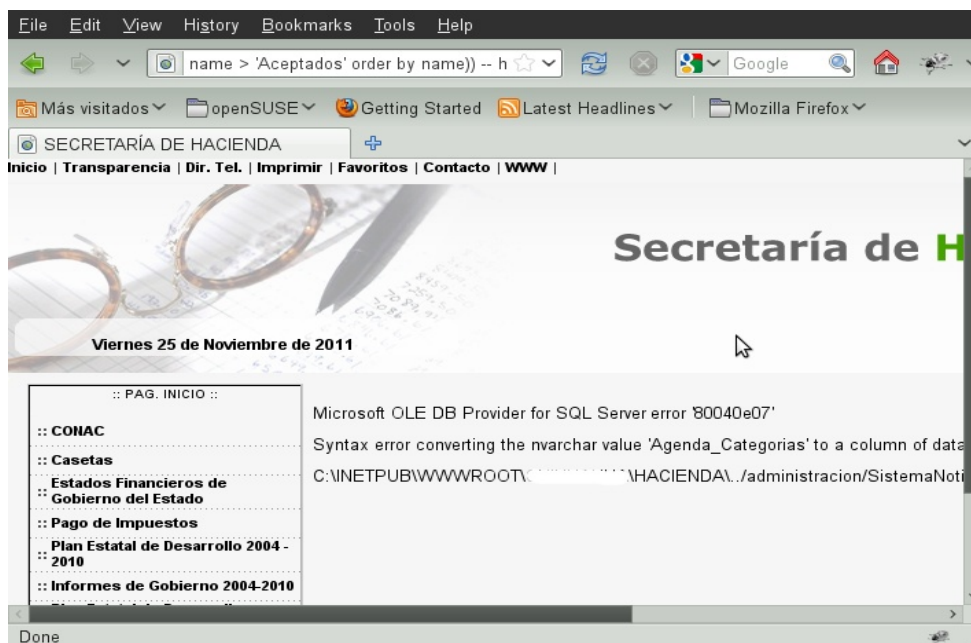 File Edit View History Bookmarks Tools Help
name > 'Aceptados' order by name)) -- h
Google
Más visitados openSUSE Getting Started Latest Headlines Mozilla Firefox
SECRETARÍA DE HACIENDA
Inicio | Transparencia | Dir. Tel. | Imprimir | Favoritos | Contacto | WWW |
Secretaría de H
Viernes 25 de Noviembre de 2011
:: PAG. INICIO ::
:: CONAC
:: Casetas
:: Estados Financieros de
Gobierno del Estado
:: Pago de Impuestos
:: Plan Estatal de Desarrollo 2004 -
2010
:: Informes de Gobierno 2004-2010
Microsoft OLE DB Provider for SQL Server error '80040e07'
Syntax error converting the nvarchar value 'Agenda_Categorias' to a column of data
C:\INETPUB\WWWROOT\ \HACIENDA\../administracion/SistemaNoti
Done